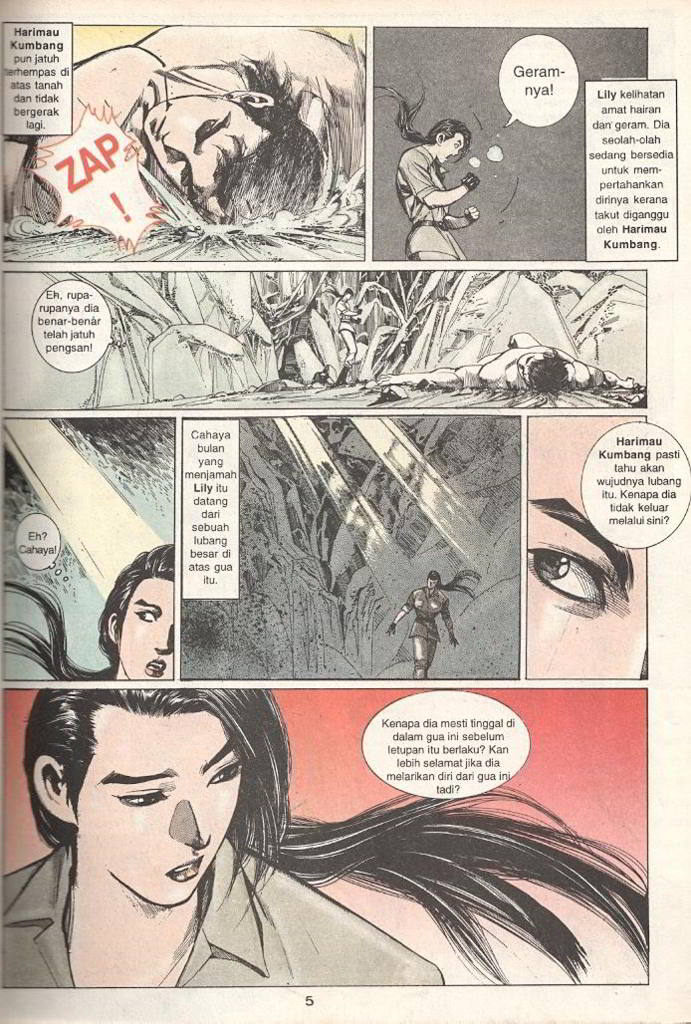 Harimau
Kumbang
pun jatuh
terhempas di
atas tanah
dan tidak
bergerak
lagi.
ZAP
!
Geram-
nya!
Lily kelihatan
amat hairan
dan geram. Dia
seolah-olah
sedang bersedia
untuk mem-
pertahankan
dirinya kerana
takut diganggu
oleh Harimau
Kumbang.
Eh, rupa-
rupanya dia
benar-benar
telah jatuh
pengsan!
Eh?
Cahaya!
Cahaya
bulan
yang
menjamah
Lily itu
datang
dari
sebuah
lubang
besar di
atas gua
itu.
Harimau
Kumbang pasti
tahu akan
wujudnya lubang
itu. Kenapa dia
tidak keluar
melalui sini?
Kenapa dia mesti tinggal di
dalam gua ini sebelum
letupan itu berlaku? Kan
lebih selamat jika dia
melarikan diri dari gua ini
tadi?
5